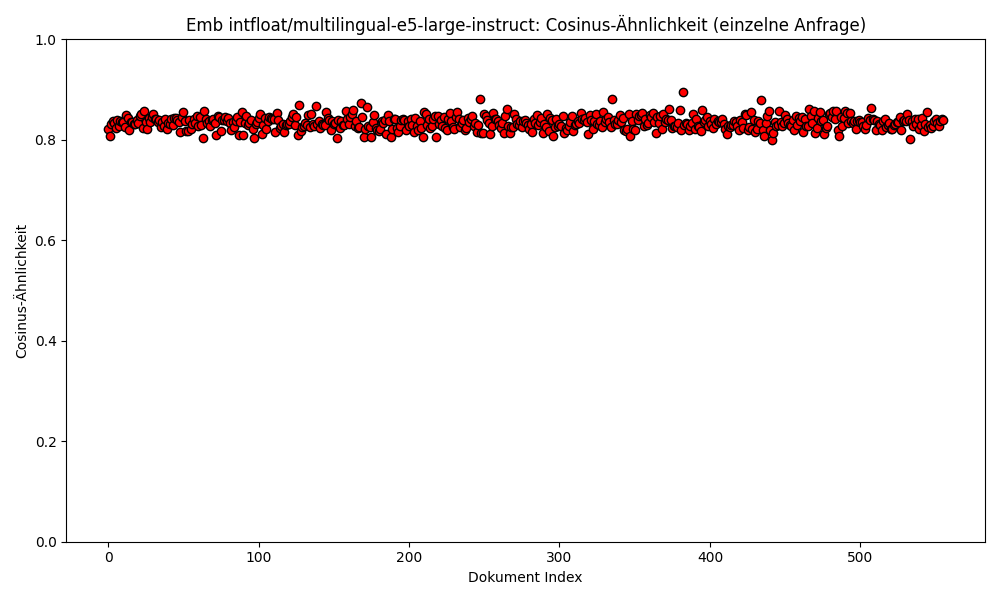 Emb intfloat/multilingual-e5-large-instruct: Cosinus-Ähnlichkeit (einzelne Anfrage)
1.0
0.8
0.6
0.4
0.2
0.0
Cosinus-Ähnlichkeit
0 100 200 300 400 500
Dokument Index